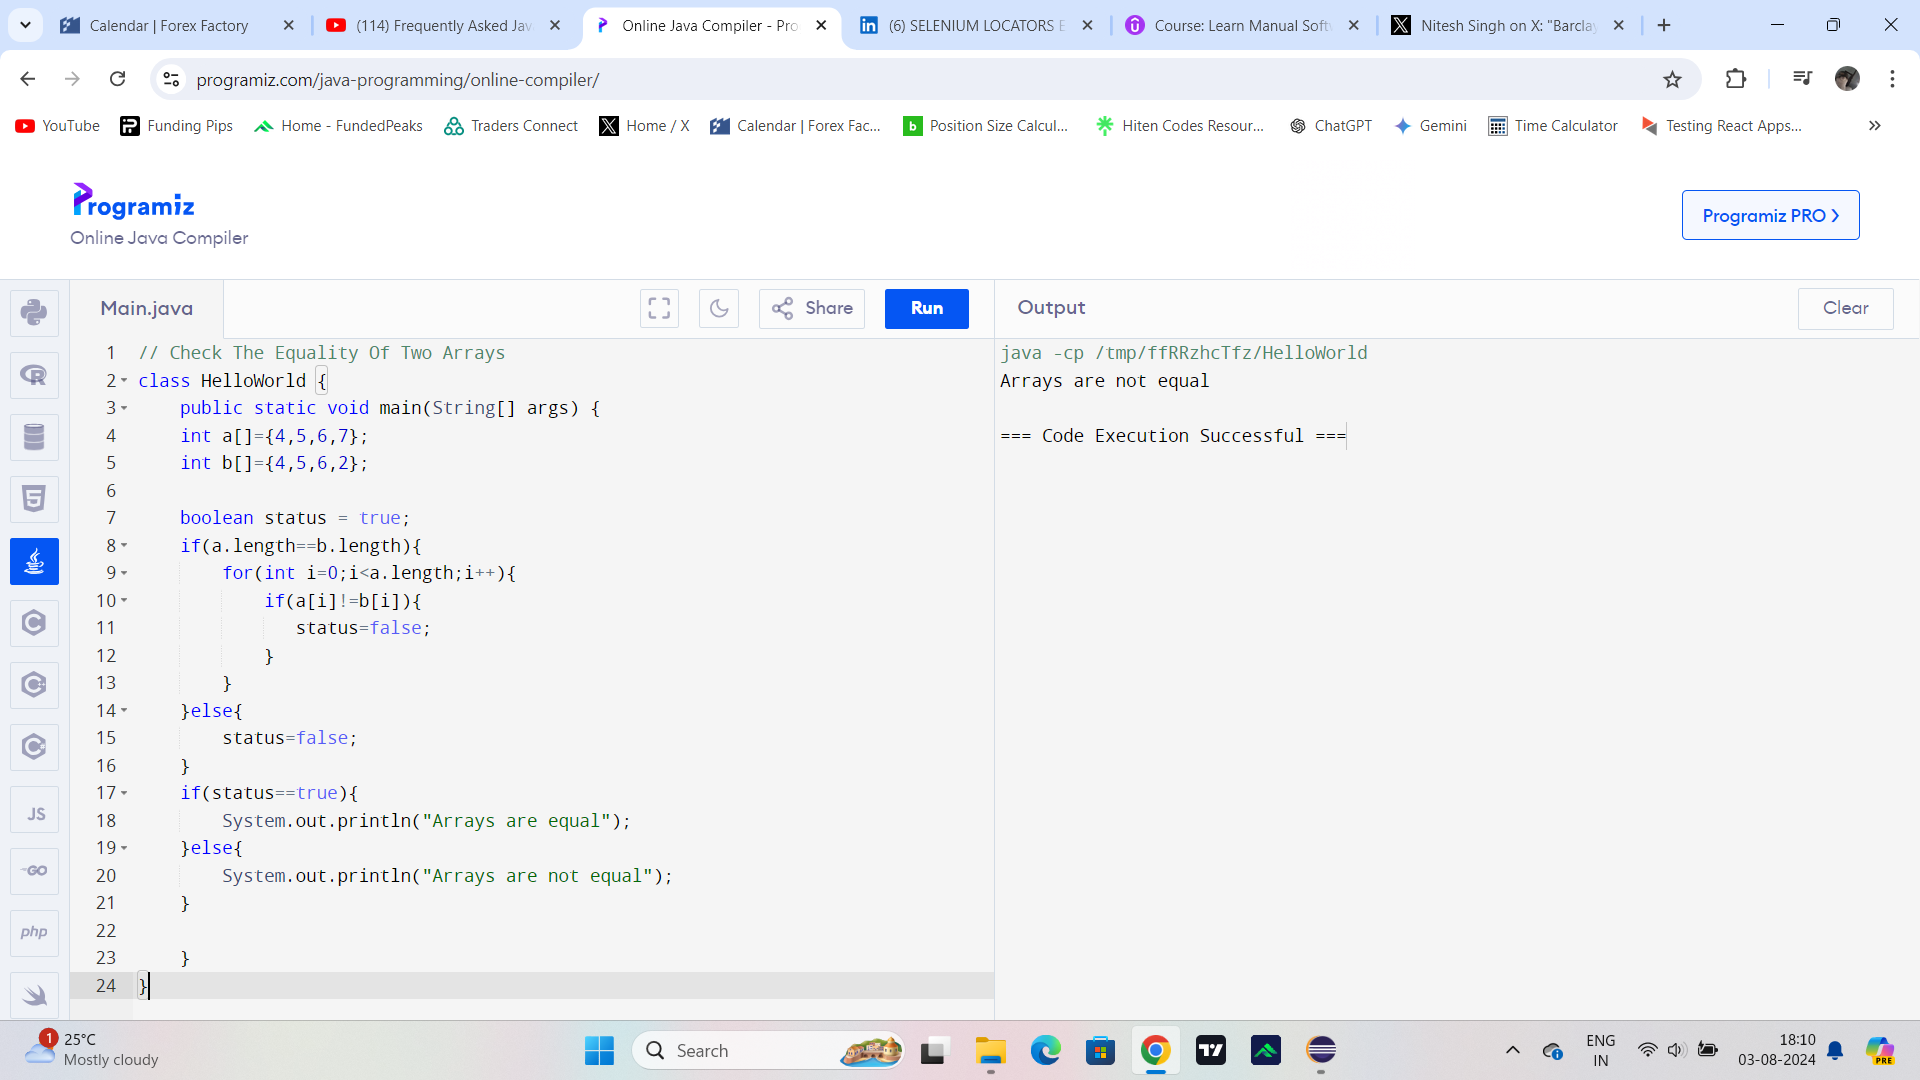 Calendar | Forex Factory
(114) Frequently Asked Jav
Online Java Compiler - Pro
(6) SELENIUM LOCATORS E
Course: Learn Manual Soft
Nitesh Singh on X: "Barclay
programiz.com/java-programming/online-compiler/
YouTube
Funding Pips
Home - FundedPeaks
Traders Connect
Home / X
Calendar | Forex Fac...
Position Size Calcul...
Hiten Codes Resour...
ChatGPT
Gemini
Time Calculator
Testing React Apps...
Programiz
Online Java Compiler
Programiz PRO
Main.java
Share
Run
Output
Clear
1 // Check The Equality Of Two Arrays
2 class HelloWorld {
3 public static void main(String[] args) {
4 int a[]={4,5,6,7};
5 int b[]={4,5,6,2};
6
7 boolean status = true;
8 if(a.length==b.length){
9 for(int i=0;i<a.length;i++){
10 if(a[i]!=b[i]){
11 status=false;
12 }
13 }
14 }else{
15 status=false;
16 }
17 if(status==true){
18 System.out.println("Arrays are equal");
19 }else{
20 System.out.println("Arrays are not equal");
21 }
22
23 }
24 }
java -cp /tmp/ffRRzhcTfz/HelloWorld
Arrays are not equal
=== Code Execution Successful ===
R
5
C
C
C
JS
GO
php
1
25°C
Mostly cloudy
Search
ENG
IN
18:10
03-08-2024
PRE